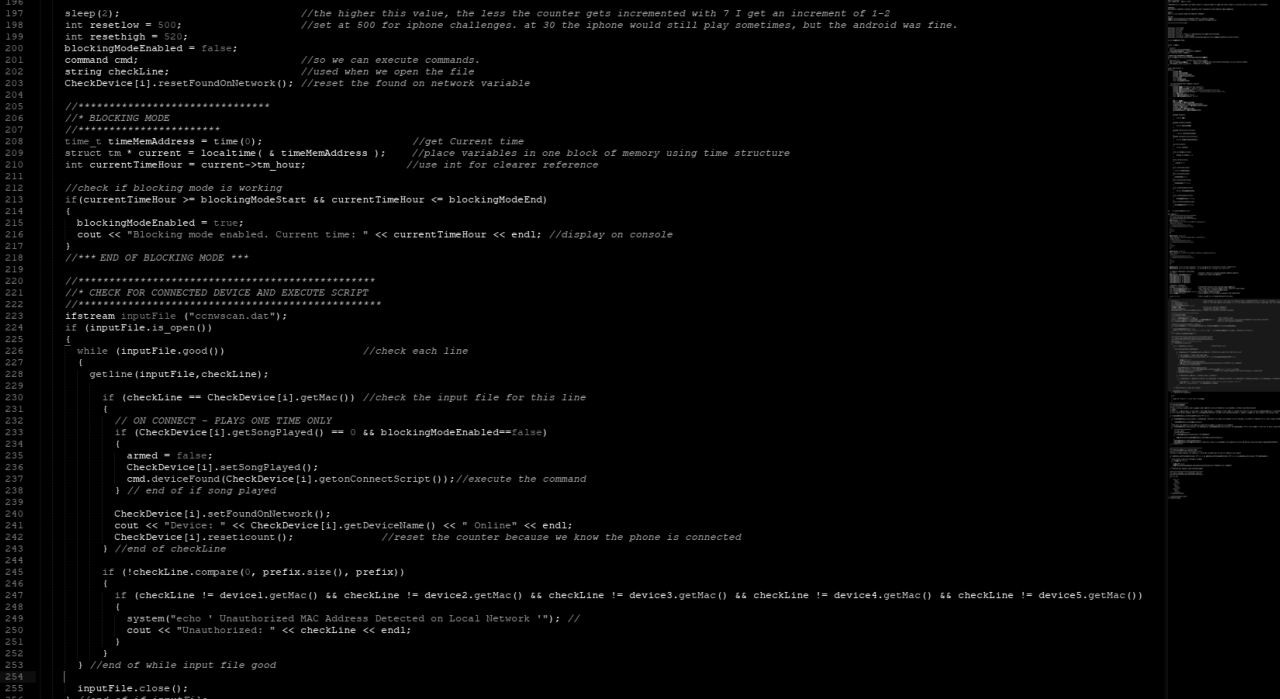 196
197 sleep(2); //the higher this value, the less the counter gets incremented with 7 I get an increment of 1-2
198 int resetlow = 500; //set at 500 for iphone challenges. at 30 the iphone would still play sometimes, but the android was fine.
199 int resethigh = 520;
200 blockingModeEnabled = false;
201 command cmd; //so we can execute commands.
202 string checkLine; //used when we open the file
203 CheckDevice[i].resetFoundOnNetwork(); //reset the found on network variable
204
205 //*******************************
206 //* BLOCKING MODE
207 //***********************
208 time_t timeMemAddress = time(0); //get Current time
209 struct tm * current = localtime( & timeMemAddress ); //place variables in one block of memory using time structure
210 int currentTimeHour = current->tm_hour; //use int for clearer reference
211
212 //check if blocking mode is working
213 if(currentTimeHour >= blockingModeStart && currentTimeHour <= blockingModeEnd)
214 {
215 blockingModeEnabled = true;
216 cout << "Blocking mode enabled. Current time: " << currentTimeHour << endl; //display on console
217 }
218 //*** END OF BLOCKING MODE ***
219
220 //************************************************
221 //* CHECK FOR CONNECTED DEVICE AND EXECUTE SCRIPT
222 //*************************************************
223 ifstream inputFile ("ccnwscan.dat");
224 if (inputFile.is_open())
225 {
226 while (inputFile.good()) //check each line
227 {
228 getline(inputFile,checkLine);
229
230 if (checkLine == CheckDevice[i].getMac()) //check the input file for this line
231 {
232 // ON CONNECT - PLAYS ONE TIME ONLY
233 if (CheckDevice[i].getSongPlayed() == 0 && blockingModeEnabled==false)
234 {
235 armed = false;
236 CheckDevice[i].setSongPlayed();
237 cmd.deviceFound(CheckDevice[i].getonConnectScript());//execute the command
238 } // end of if song played
239
240 CheckDevice[i].setFoundOnNetwork();
241 cout << "Device: " << CheckDevice[i].getDeviceName() << " Online" << endl;
242 CheckDevice[i].reseticount(); //reset the counter because we know the phone is connected
243 } //end of checkLine
244
245 if (!checkLine.compare(0, prefix.size(), prefix))
246 {
247 if (checkLine != device1.getMac() && checkLine != device2.getMac() && checkLine != device3.getMac() && checkLine != device4.getMac() && checkLine != device5.getMac())
248 {
249 system("echo ' Unauthorized MAC Address Detected on Local Network '"); //
250 cout << "Unauthorized: " << checkLine << endl;
251 }
252 }
253 } //end of while input file good
254
255 inputFile.close();